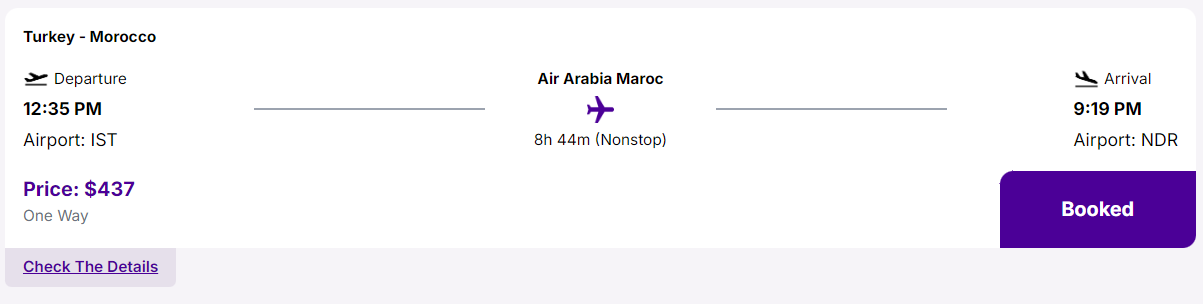 Turkey - Morocco
Departure
Air Arabia Maroc
Arrival
12:35 PM
9:19 PM
Airport: IST
8h 44m (Nonstop)
Airport: NDR
Price: $437
One Way
Booked
Check The Details